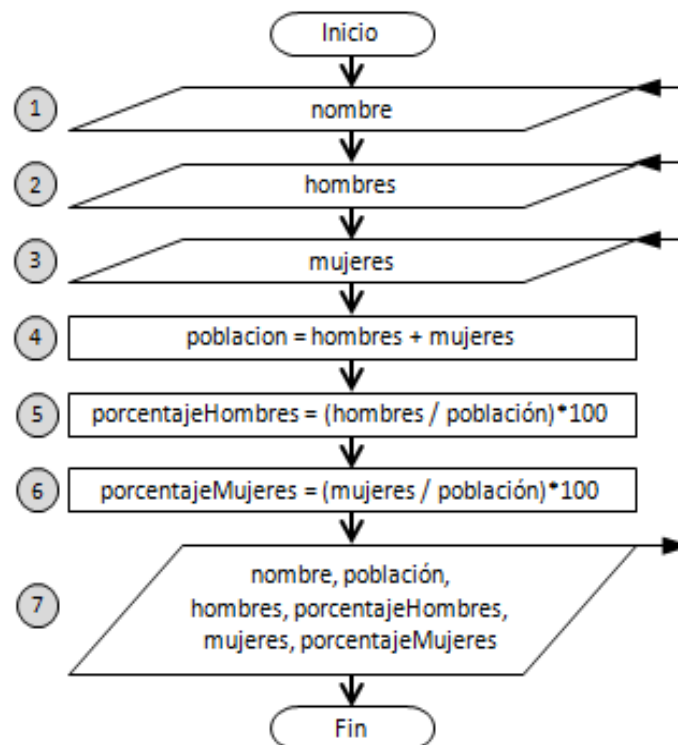 Inicio
1
nombre
2
hombres
3
mujeres
4
poblacion = hombres + mujeres
5
porcentajeHombres = (hombres / población)*100
6
porcentajeMujeres = (mujeres / población)*100
7
nombre, población,
hombres, porcentajeHombres,
mujeres, porcentajeMujeres
Fin